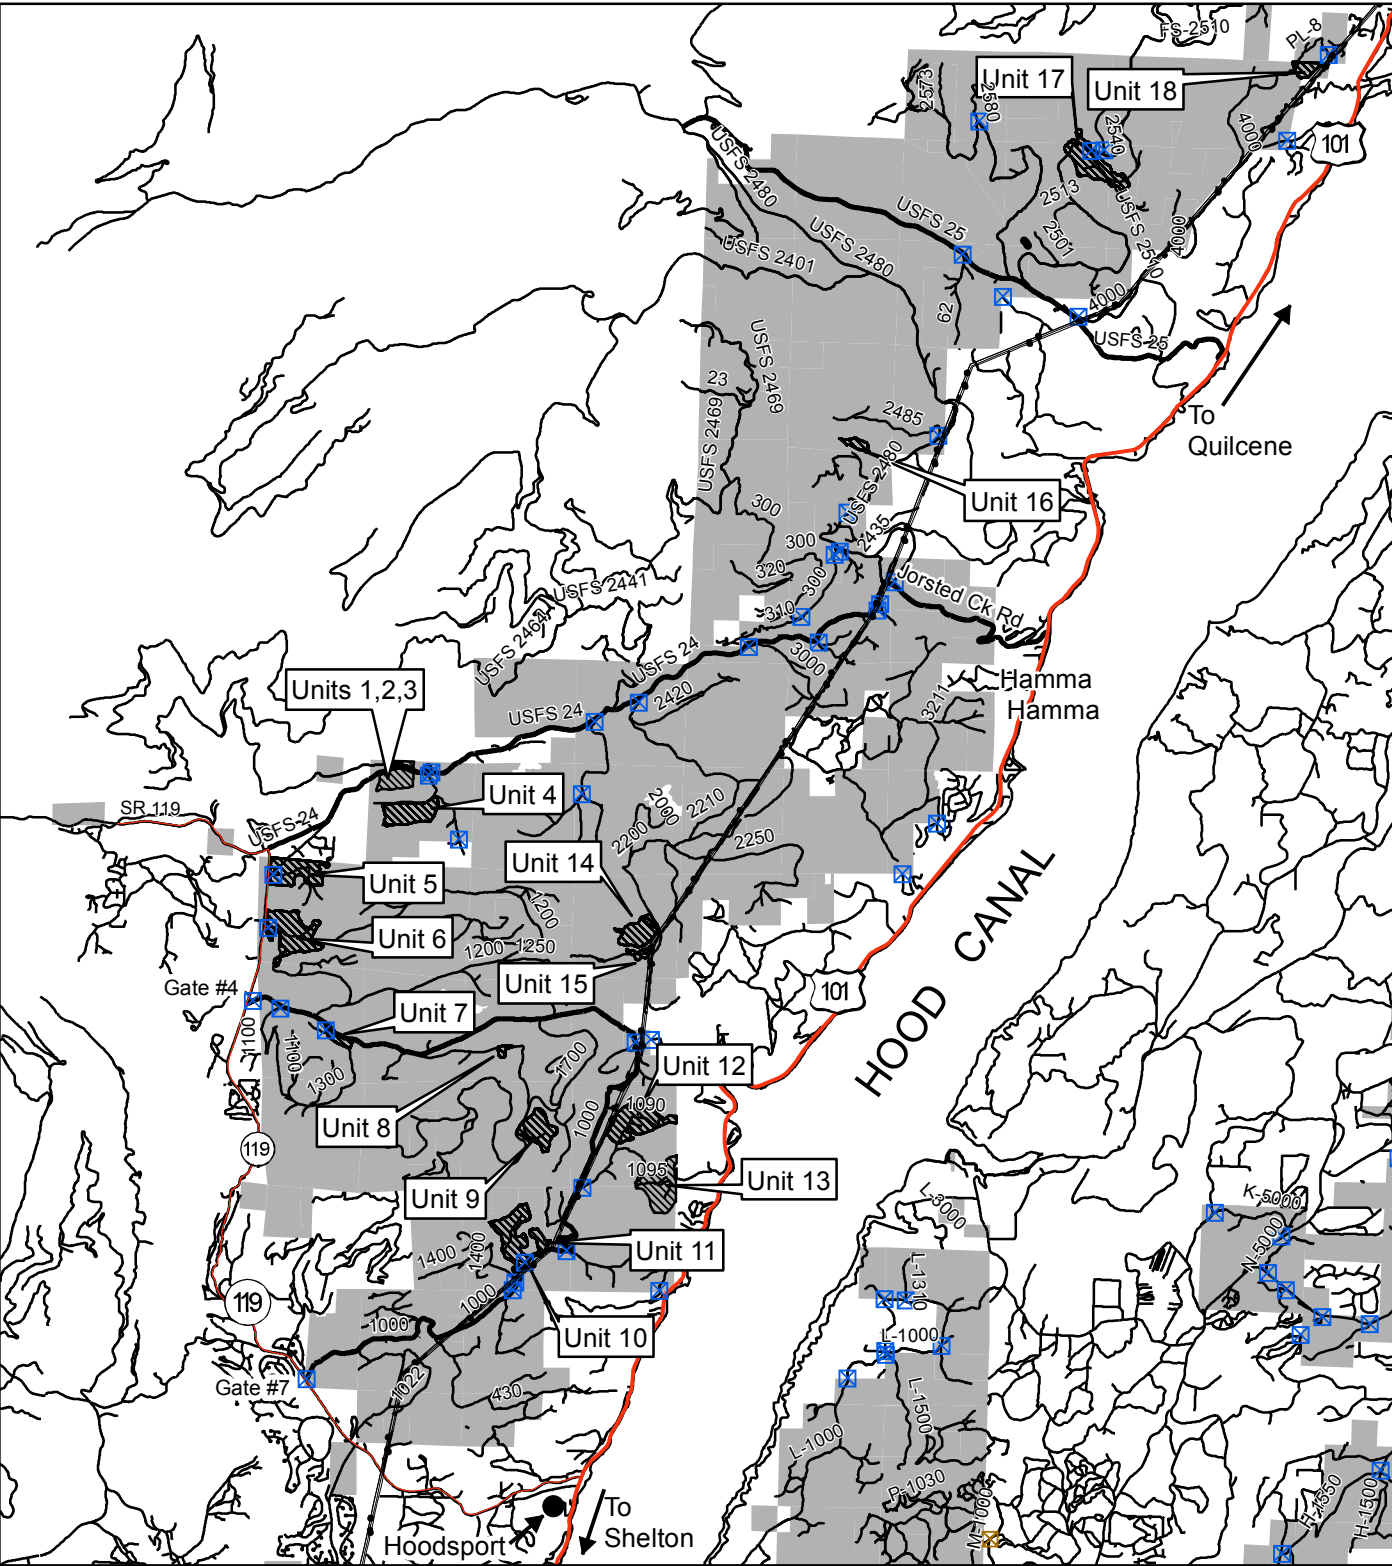 FS-2510
PL-8
Unit 17
Unit 18
2573
2580
2540
4000
101
USFS 2480
2513
USFS 25
2501
USFS 2510
4000
USFS 2480
USFS 2401
62
4000
USFS 25
USFS 2469
23
USFS 2469
2485
To
Quilcene
USFS 2480
Unit 16
300
2435
300
320
300
Jorsted Ck Rd
USFS 2441
310
USFS 2464
3000
USFS 24
2420
Units 1,2,3
USFS 24
3211
Hamma
Hamma
Unit 4
2000
2210
SR 119
USFS 24
2200
2250
Unit 14
Unit 5
1200
Unit 6
1200
1250
HOOD CANAL
Unit 15
Gate #4
101
Unit 7
1100
1100
1300
1700
Unit 12
1090
1000
Unit 8
119
1095
Unit 13
Unit 9
L-3000
K-5000
N-5000
1400
1400
Unit 11
L-1310
119
1000
1000
Unit 10
L-1000
Gate #7
1022
430
L-1500
L-1000
P-1030
N-1000
H-1550
H-1500
To
Shelton
Hoodsport